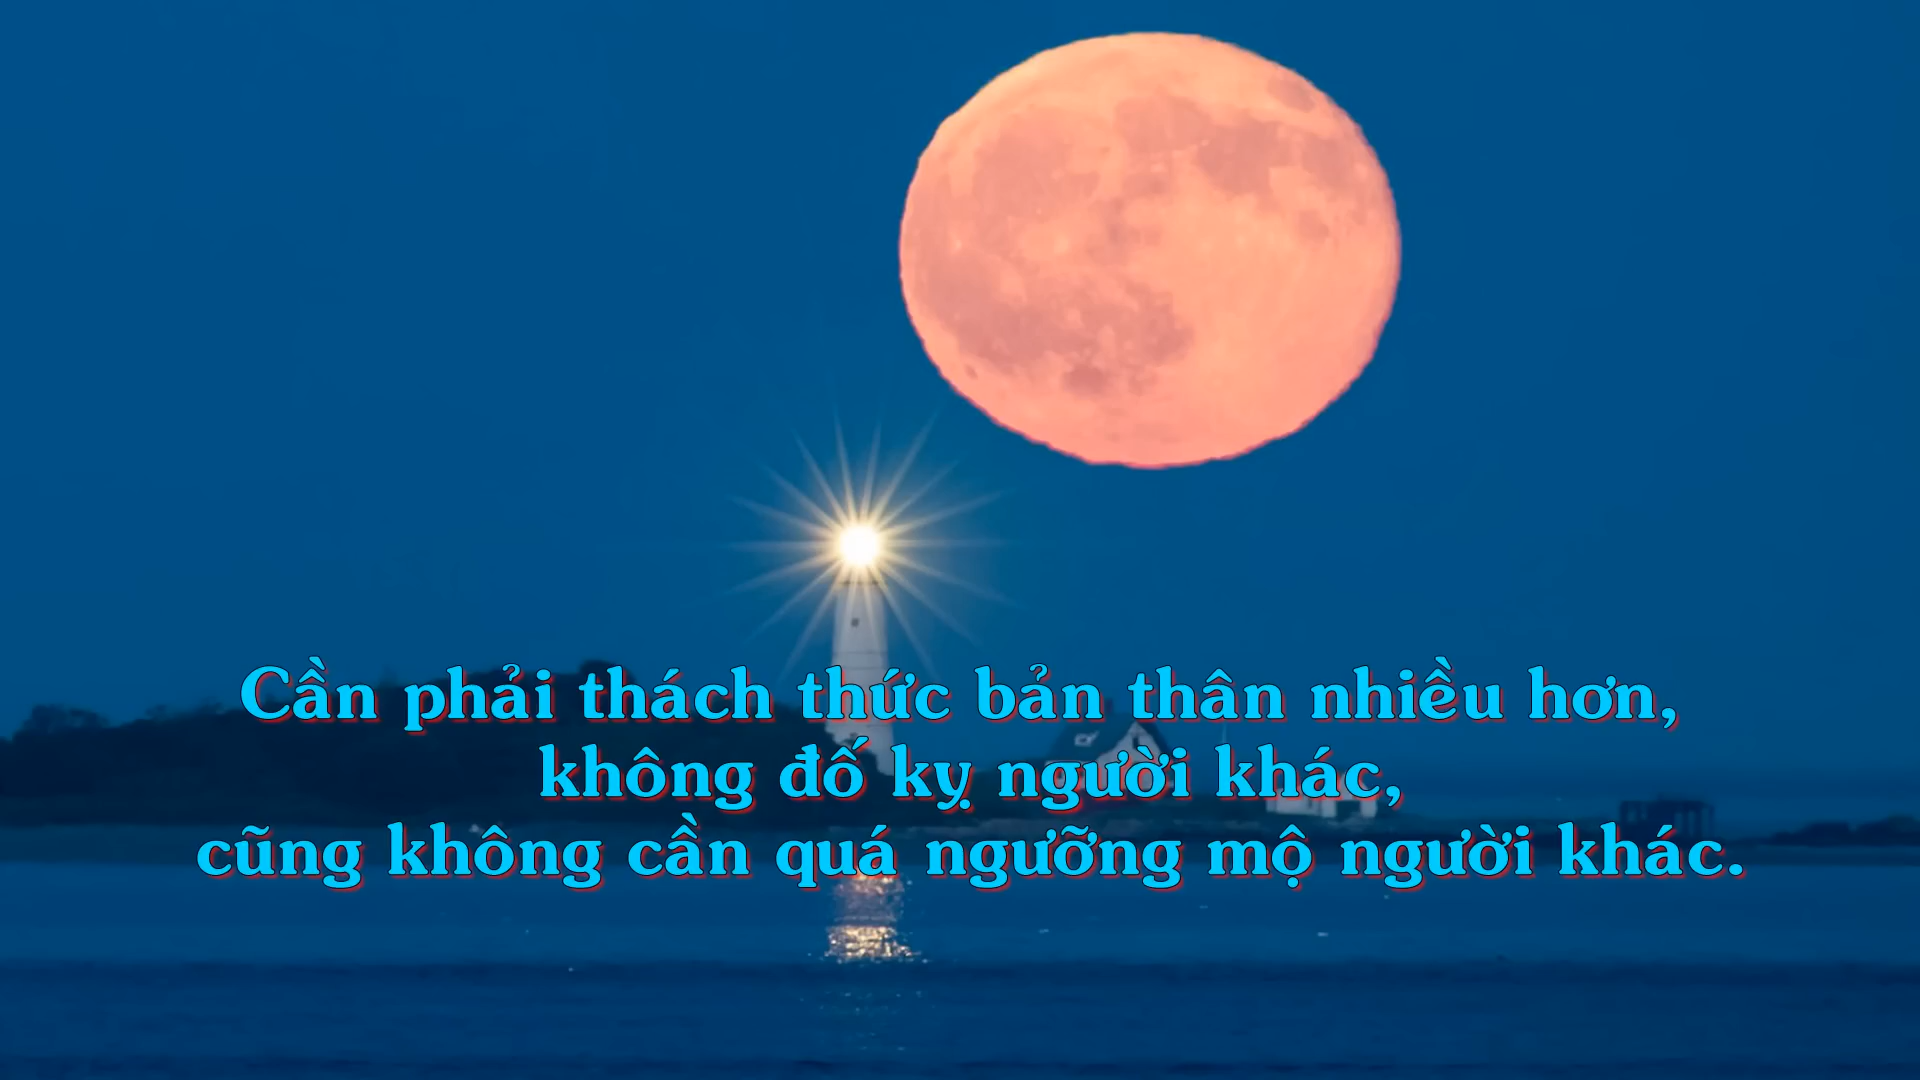 Cần phải thách thức bản thân nhiều hơn,
không đố kỵ người khác,
cũng không cần quá ngưỡng mộ người khác.